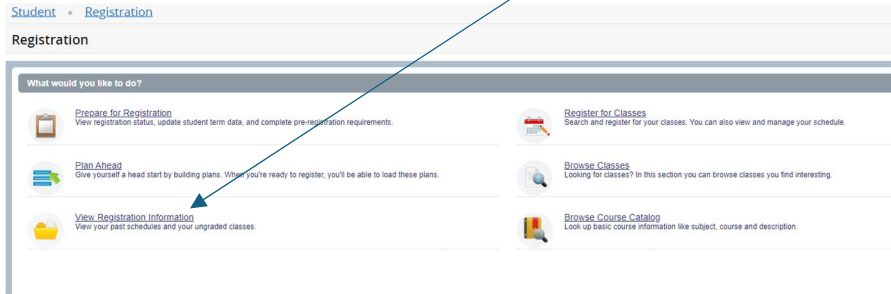 Student • Registration
Registration
What would you like to do?
Prepare for Registration
View registration status, update student term data, and complete pre-registration requirements.
Register for Classes
Search and register for your classes. You can also view and manage your schedule.
Plan Ahead
Give yourself a head start by building plans. When you're ready to register, you'll be able to load these plans.
Browse Classes
Looking for classes? In this section you can browse classes you find interesting.
View Registration Information
View your past schedules and your ungraded classes.
Browse Course Catalog
Look up basic course information like subject, course and description.